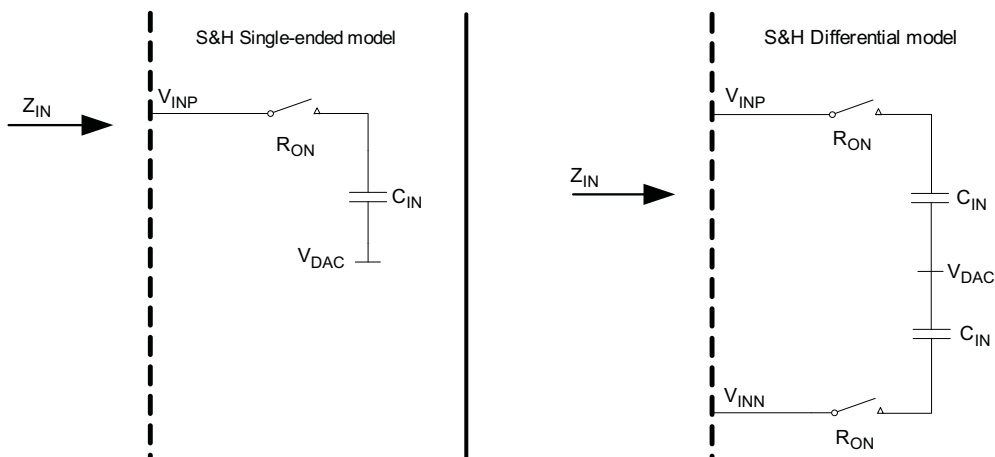 S&H Single-ended model
Z_IN
V_INP
R_ON
C_IN
V_DAC
S&H Differential model
Z_IN
V_INP
R_ON
C_IN
V_DAC
C_IN
V_INN
R_ON